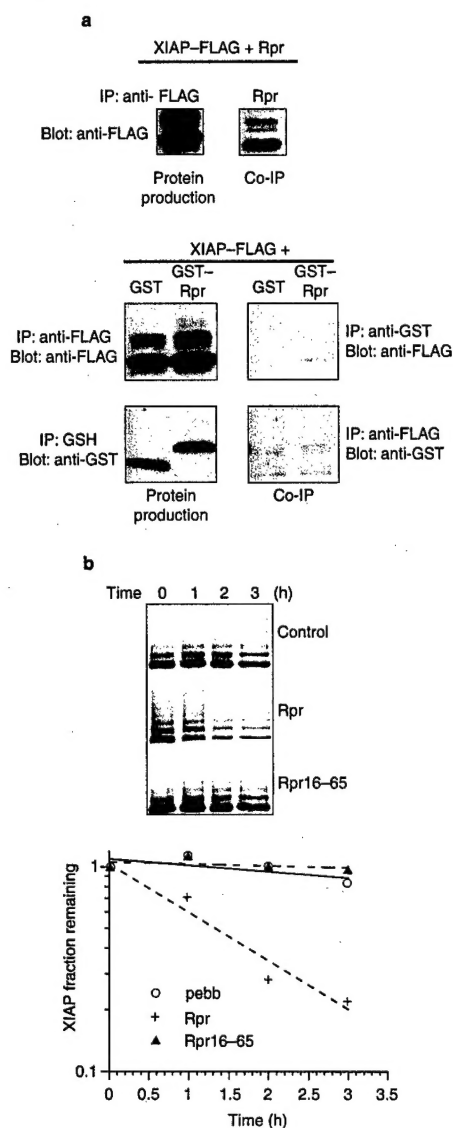 a
XIAP–FLAG + Rpr
IP: anti- FLAG
Rpr
Blot: anti-FLAG
Protein
production
Co-IP
XIAP–FLAG +
GST
GST–
Rpr
GST
GST–
Rpr
IP: anti-FLAG
Blot: anti-FLAG
IP: anti-GST
Blot: anti-FLAG
IP: GSH
Blot: anti-GST
IP: anti-FLAG
Blot: anti-GST
Protein
production
Co-IP
b
Time 0 1 2 3 (h)
Control
Rpr
Rpr16–65
XIAP fraction remaining
1
0.1
pebb
Rpr
Rpr16–65
0 0.5 1 1.5 2 2.5 3 3.5
Time (h)